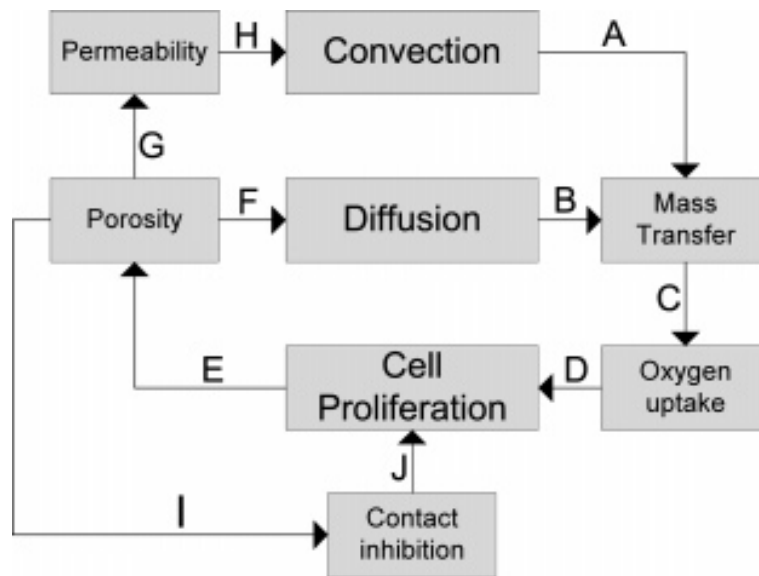 Permeability
H
Convection
A
G
Porosity
F
Diffusion
B
Mass
Transfer
C
E
Cell
Proliferation
D
Oxygen
uptake
J
I
Contact
inhibition